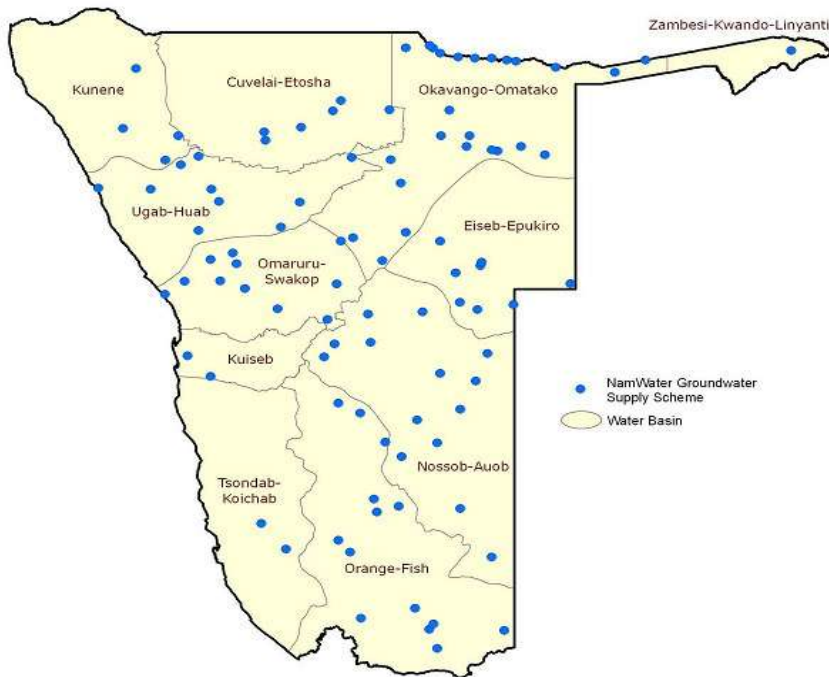 Zambesi-Kwando-Linyanti
Kunene
Cuvelai-Etosha
Okavango-Omatako
Ugab-Huab
Eiseb-Epukiro
Omaruru-
Swakop
Kuiseb
NamWater Groundwater
Supply Scheme
Water Basin
Nossob-Auob
Tsondab-
Koichab
Orange-Fish